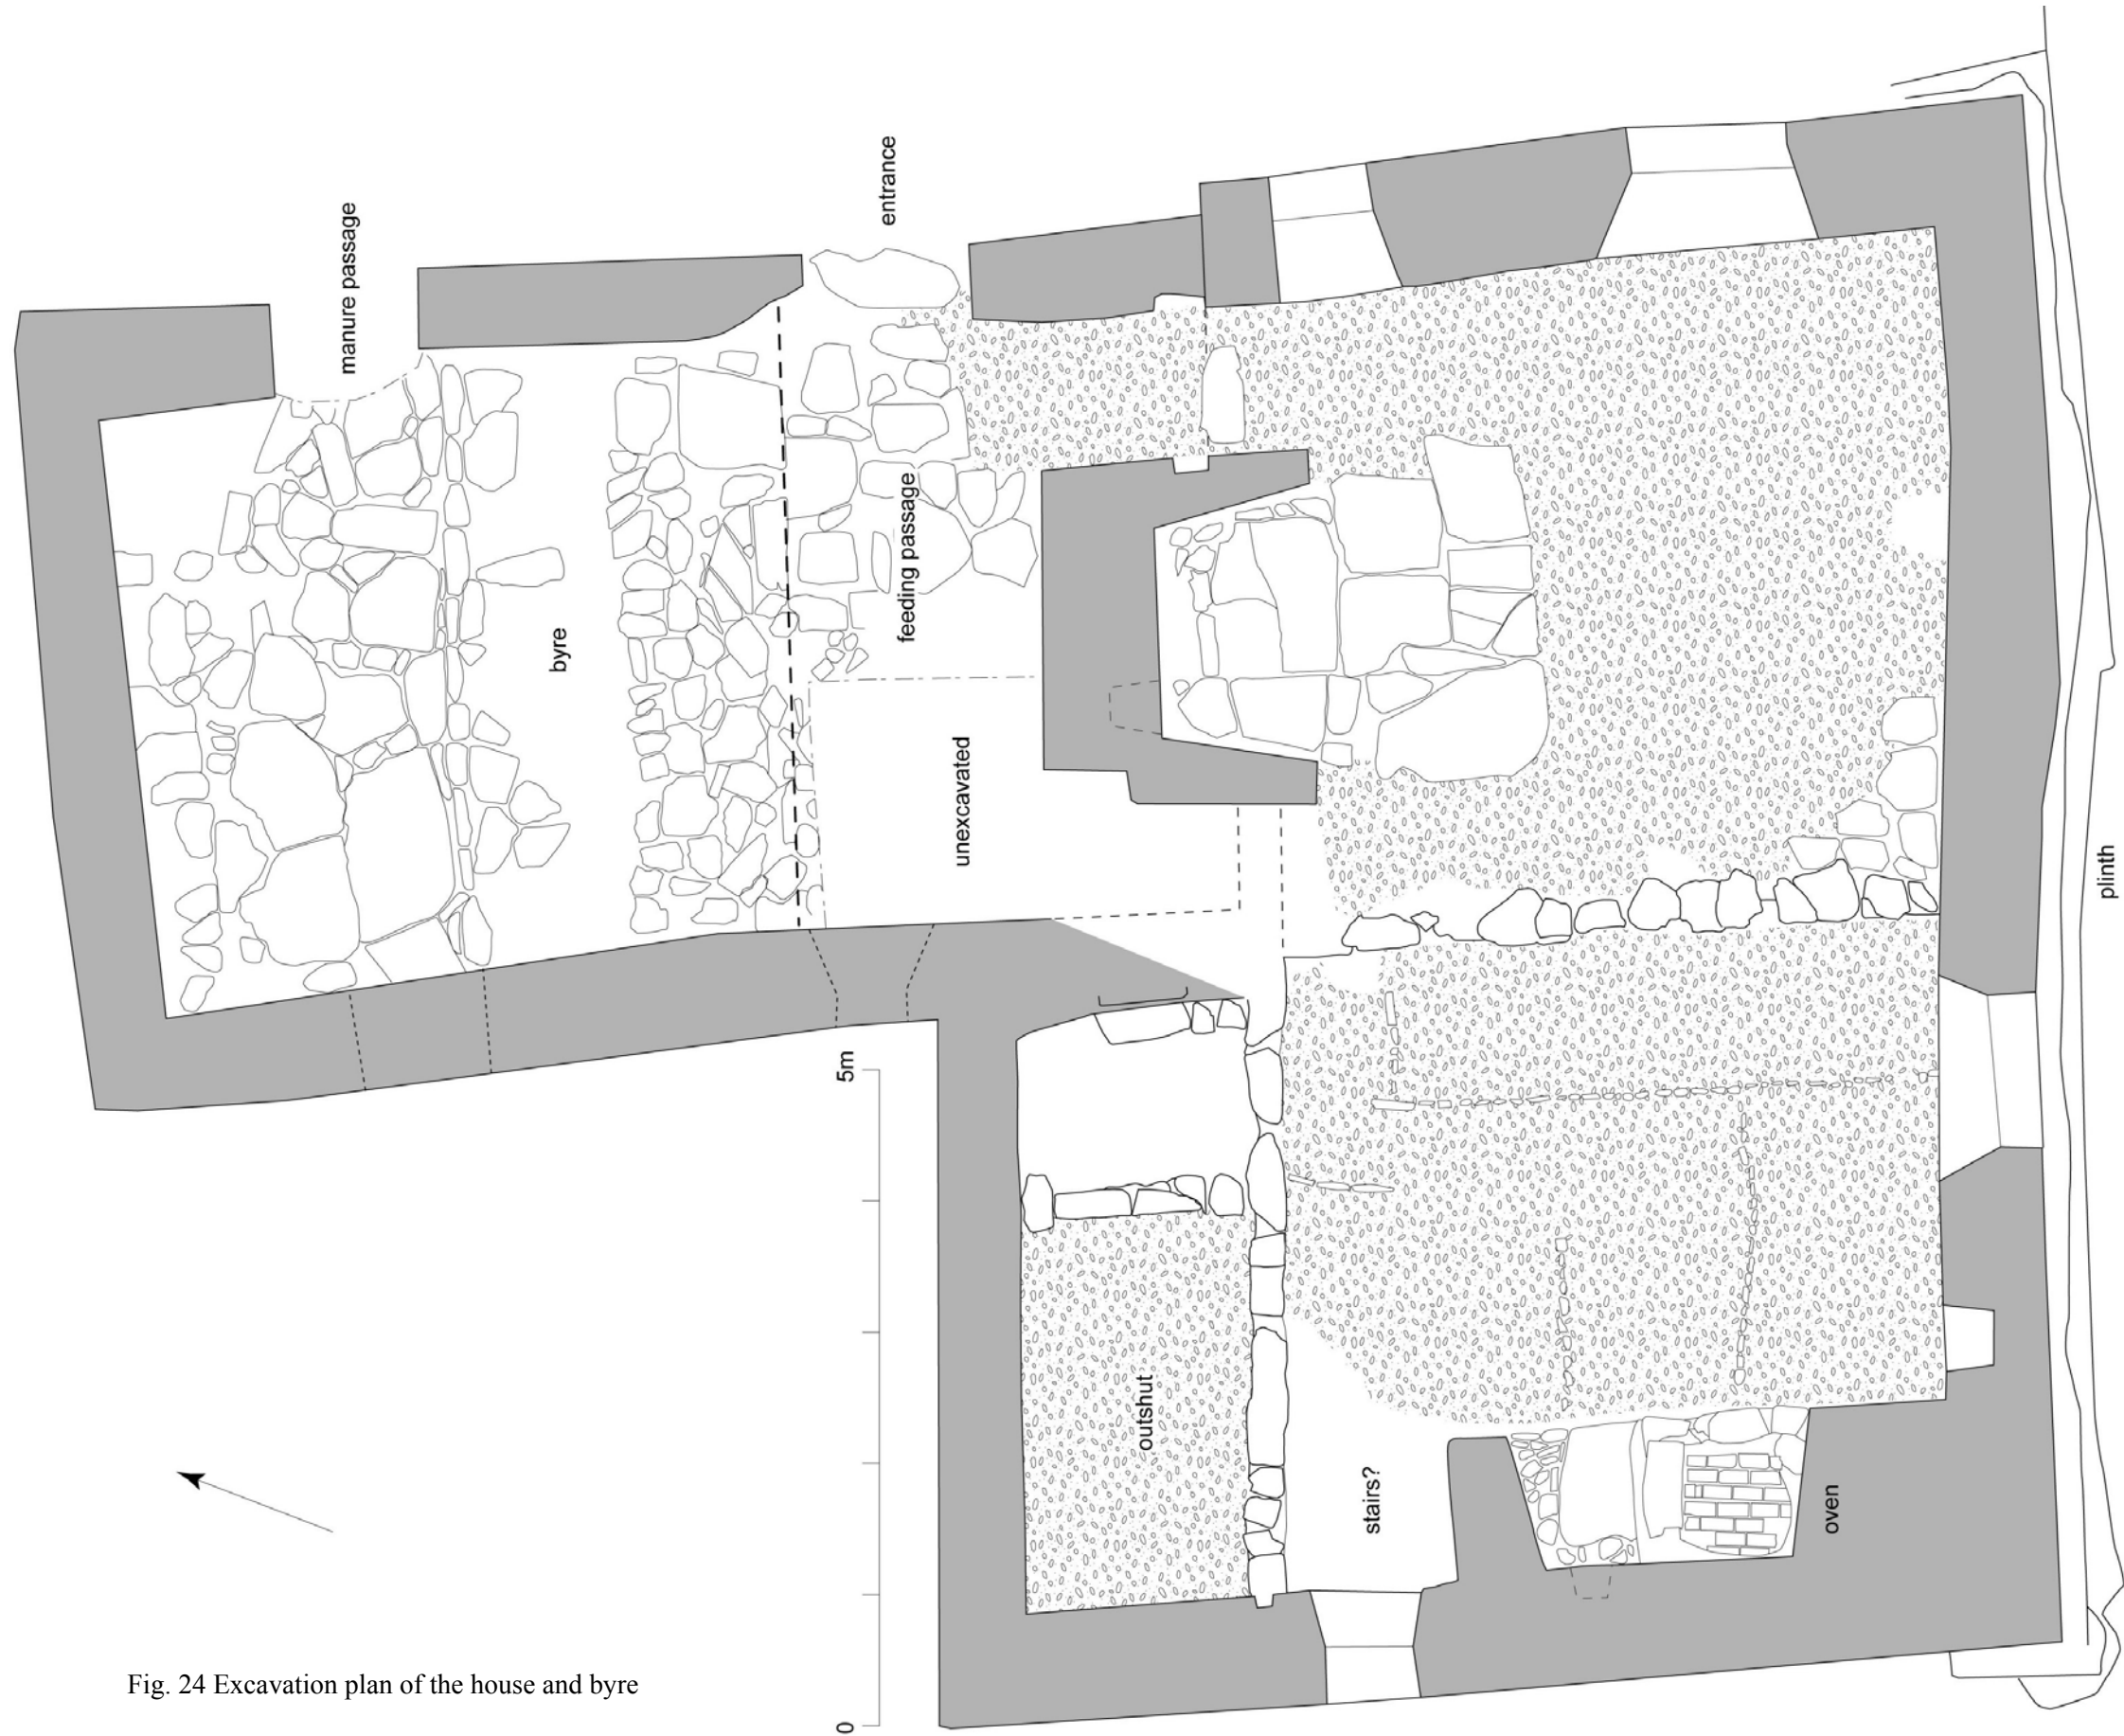 manure passage
entrance
byre
feeding passage
unexcavated
plinth
5m
0
outshut
stairs?
oven
Fig. 24 Excavation plan of the house and byre